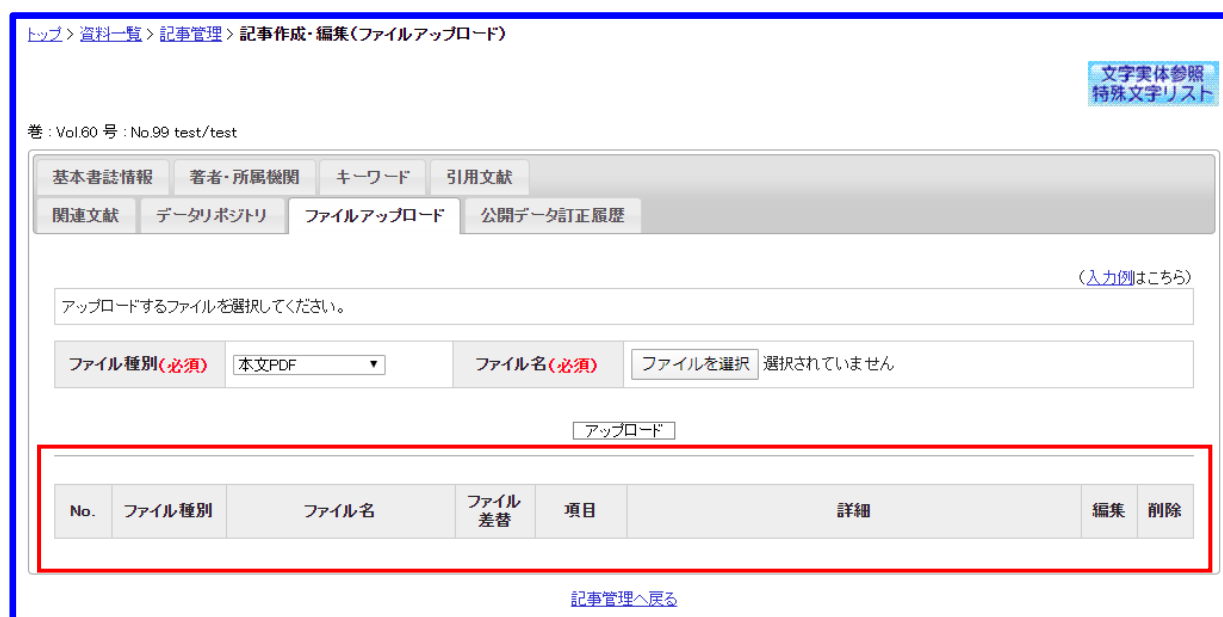 トップ > 資料一覧 > 記事管理 > 記事作成・編集(ファイルアップロード)
文字実体参照
特殊文字リスト
巻 : Vol.60 号 : No.99 test/test
基本書誌情報 著者・所属機関 キーワード 引用文献
関連文献 データリポジトリ ファイルアップロード 公開データ訂正履歴
(入力例はこちら)
アップロードするファイルを選択してください。
ファイル種別(必須) 本文PDF ファイル名(必須) ファイルを選択 選択されていません
アップロード
No. ファイル種別 ファイル名 ファイル差替 項目 詳細 編集 削除
記事管理へ戻る